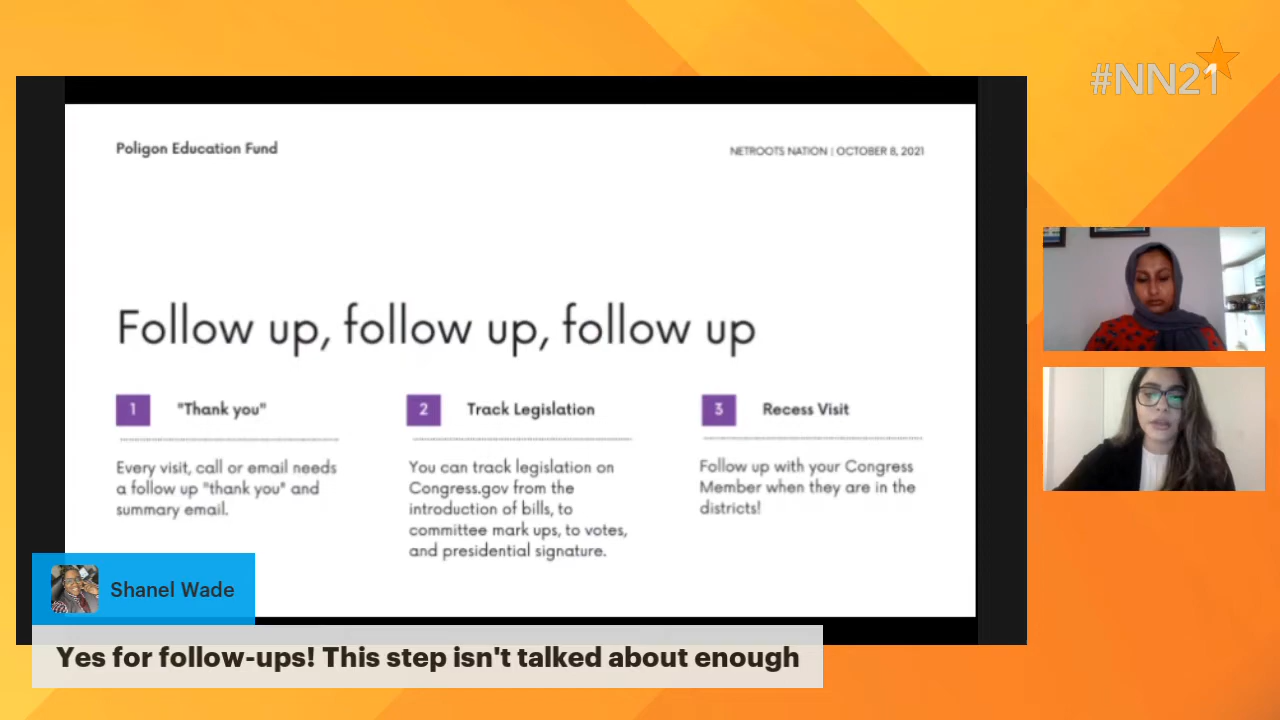 #NN21
Poligon Education Fund
NETROOTS NATION | OCTOBER 8, 2021
Follow up, follow up, follow up
1
"Thank you"
Every visit, call or email needs
a follow up "thank you" and
summary email.
2
Track Legislation
You can track legislation on
Congress.gov from the
introduction of bills, to
committee mark ups, to votes,
and presidential signature.
3
Recess Visit
Follow up with your Congress
Member when they are in the
districts!
Shanel Wade
Yes for follow-ups! This step isn't talked about enough